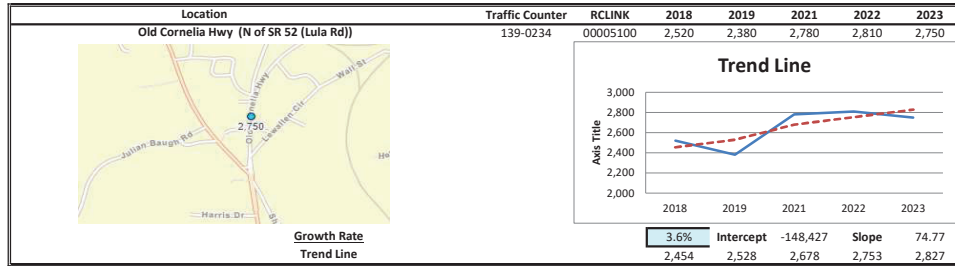 Location Traffic Counter RCLINK 2018 2019 2021 2022 2023
Old Cornelia Hwy (N of SR 52 (Lula Rd)) 139-0234 00005100 2,520 2,380 2,780 2,810 2,750
Wall St
Lewallen Cir
2,750
Julian Baugh Rd
Harris Dr
Trend Line
Axis Title
3,000
2,800
2,600
2,400
2,200
2,000
2018 2019 2021 2022 2023
Growth Rate 3.6% Intercept -148,427 Slope 74.77
Trend Line 2,454 2,528 2,678 2,753 2,827